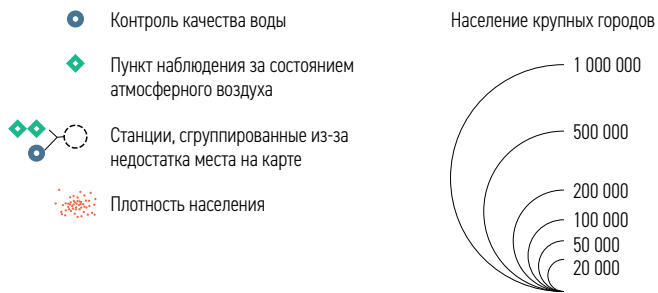 Контроль качества воды
Пункт наблюдения за состоянием
атмосферного воздуха
Станции, сгруппированные из-за
недостатка места на карте
Плотность населения
Население крупных городов
1 000 000
500 000
200 000
100 000
50 000
20 000